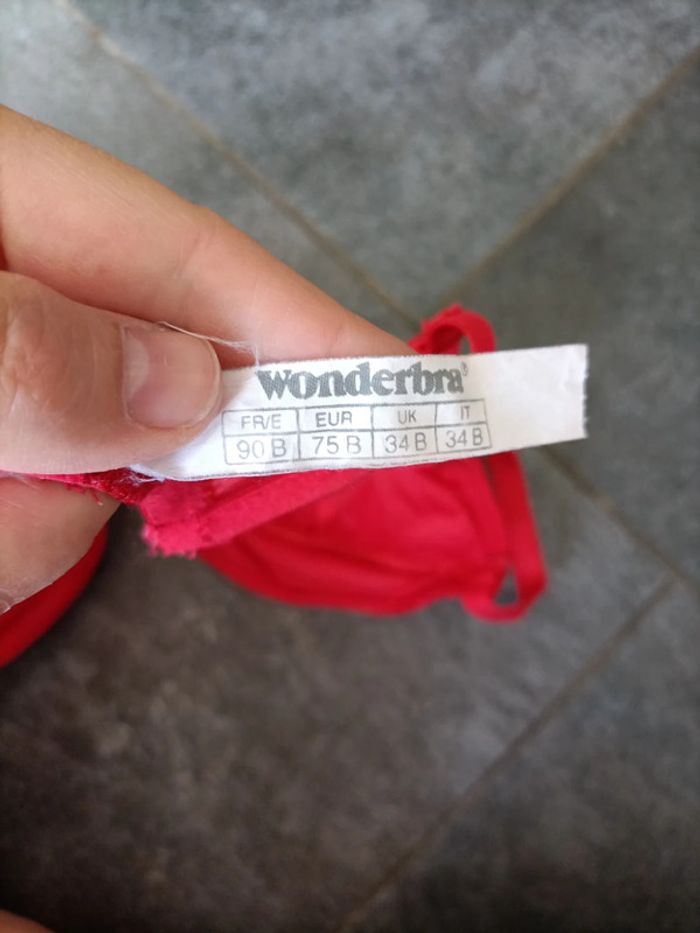 Wonderbra®
FR/E EUR UK IT
90 B 75 B 34 B 34 B